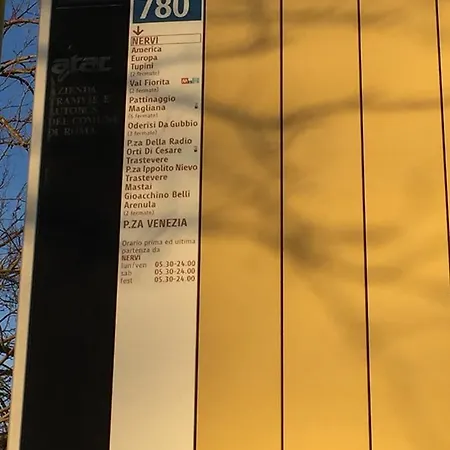 780
NERVI
America
Europa
Tupini
(2 fermate)
Val Fiorita
(2 fermate)
Pattinaggio
Magliana
(5 fermate)
Oderisi Da Gubbio
(2 fermate)
P.za Della Radio
Orti Di Cesare
Trastevere
P.za Ippolito Nievo
Trastevere
Mastai
Gioacchino Belli
Arenula
(2 fermate)
P.ZA VENEZIA
Orario prima ed ultima
partenza da
NERVI
lun/ven 05.30-24.00
sab 05.30-24.00
fest 05.30-24.00
atac
AZIENDA
TRAMVIE E
AUTOBUS
DEL COMUNE
DI ROMA